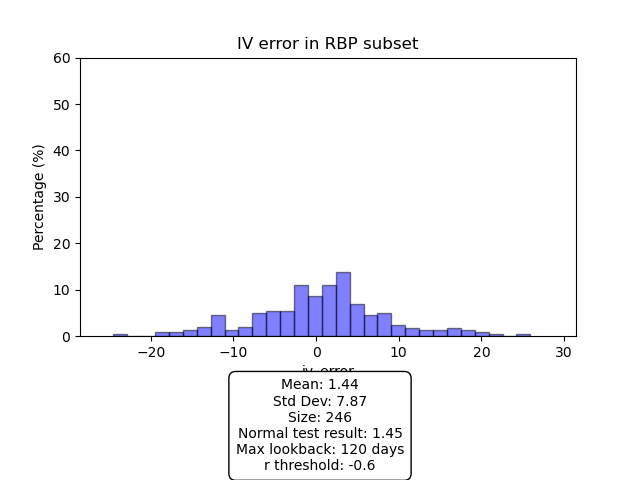 IV error in RBP subset
60
50
40
30
20
10
0
Percentage (%)
−20
−10
0
10
20
30
iv_error
Mean: 1.44
Std Dev: 7.87
Size: 246
Normal test result: 1.45
Max lookback: 120 days
r threshold: -0.6